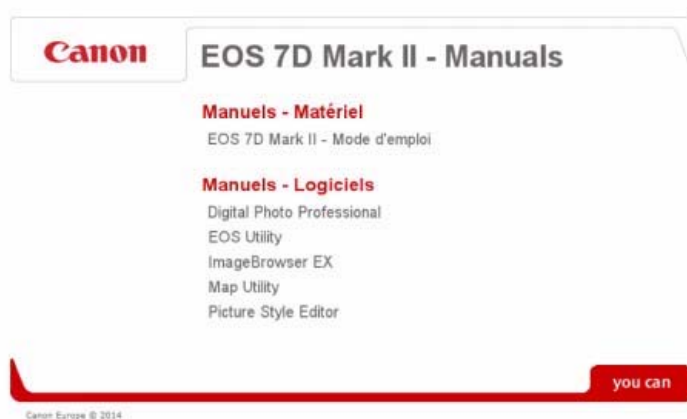 Canon
EOS 7D Mark II - Manuals
Manuels - Matériel
EOS 7D Mark II - Mode d'emploi
Manuels - Logiciels
Digital Photo Professional
EOS Utility
ImageBrowser EX
Map Utility
Picture Style Editor
you can
Canon Europe © 2014